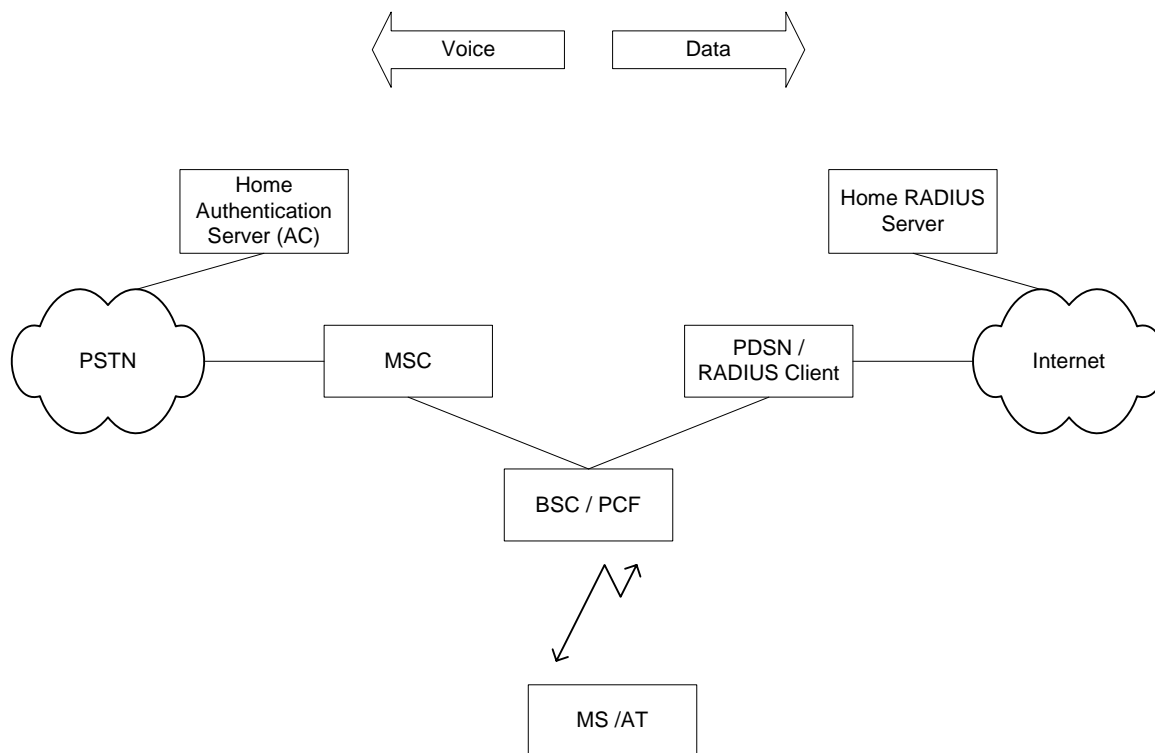 Voice
Data
Home
Authentication
Server (AC)
Home RADIUS
Server
PSTN
MSC
PDSN /
RADIUS Client
Internet
BSC / PCF
MS /AT